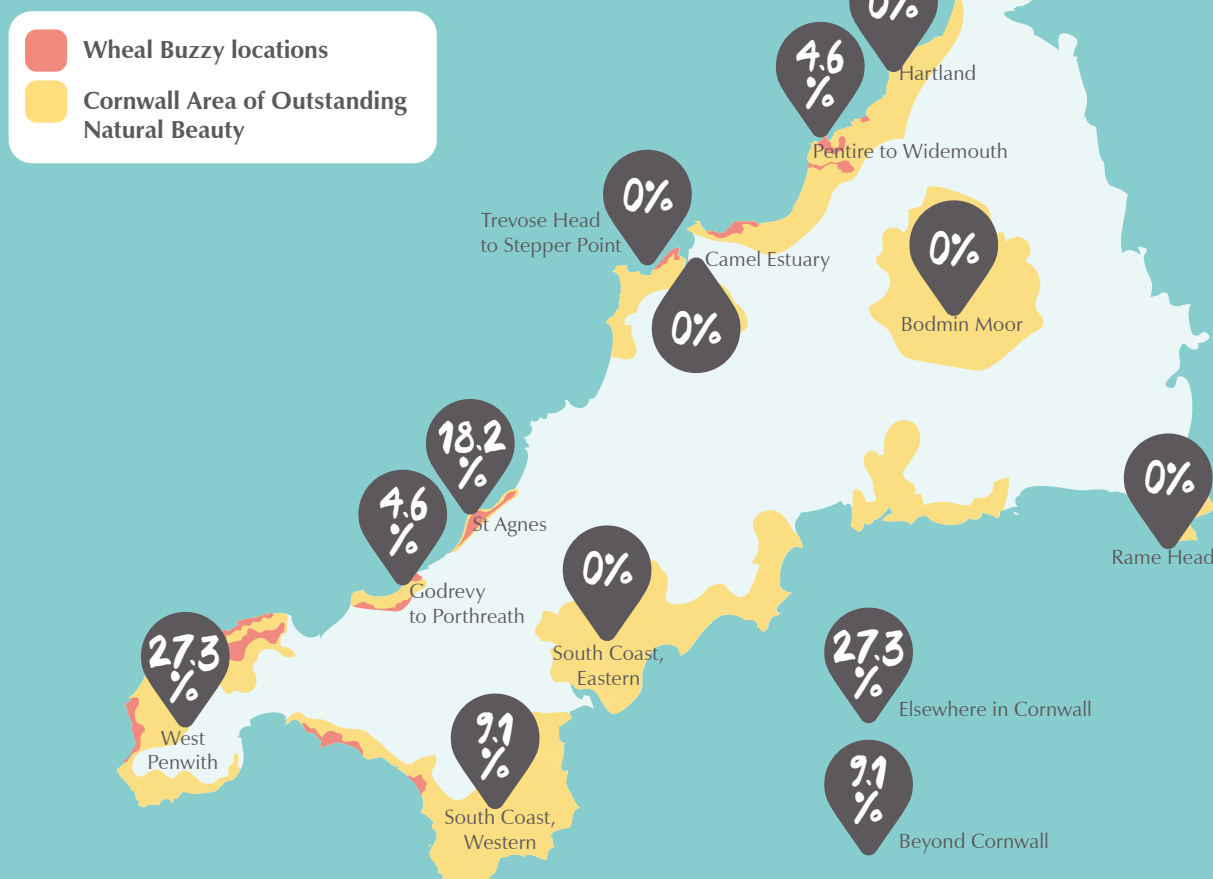 Wheal Buzzy locations
Cornwall Area of Outstanding
Natural Beauty
0%
Hartland
4.6
%
Pentire to Widemouth
0%
Trevose Head
to Stepper Point
Camel Estuary
0%
0%
Bodmin Moor
18.2
%
St Agnes
4.6
%
Godrevy
to Porthreath
0%
Rame Head
0%
South Coast,
Eastern
27.3
%
West
Penwith
27.3
%
Elsewhere in Cornwall
9.1
%
South Coast,
Western
9.1
%
Beyond Cornwall